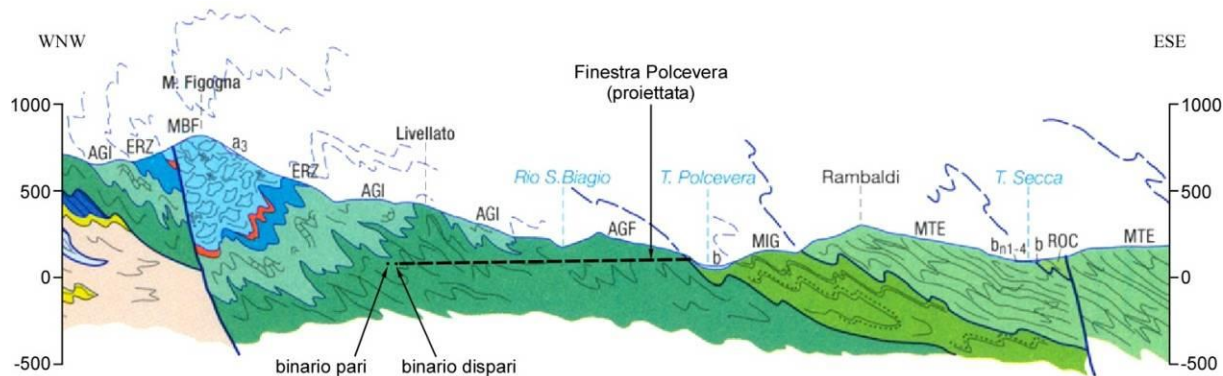 WNW
ESE
Finestra Polcevera
(proiettata)
M. Figogna
1000
1000
MBF
a3
ERZ
AGI
Livellato
ERZ
Rio S.Biagio
T. Polcevera
Rambaldi
T. Secca
500
500
AGI
AGI
AGF
b
MIG
MTE
bn1-4
b
ROC
MTE
0
0
-500
-500
binario pari
binario dispari